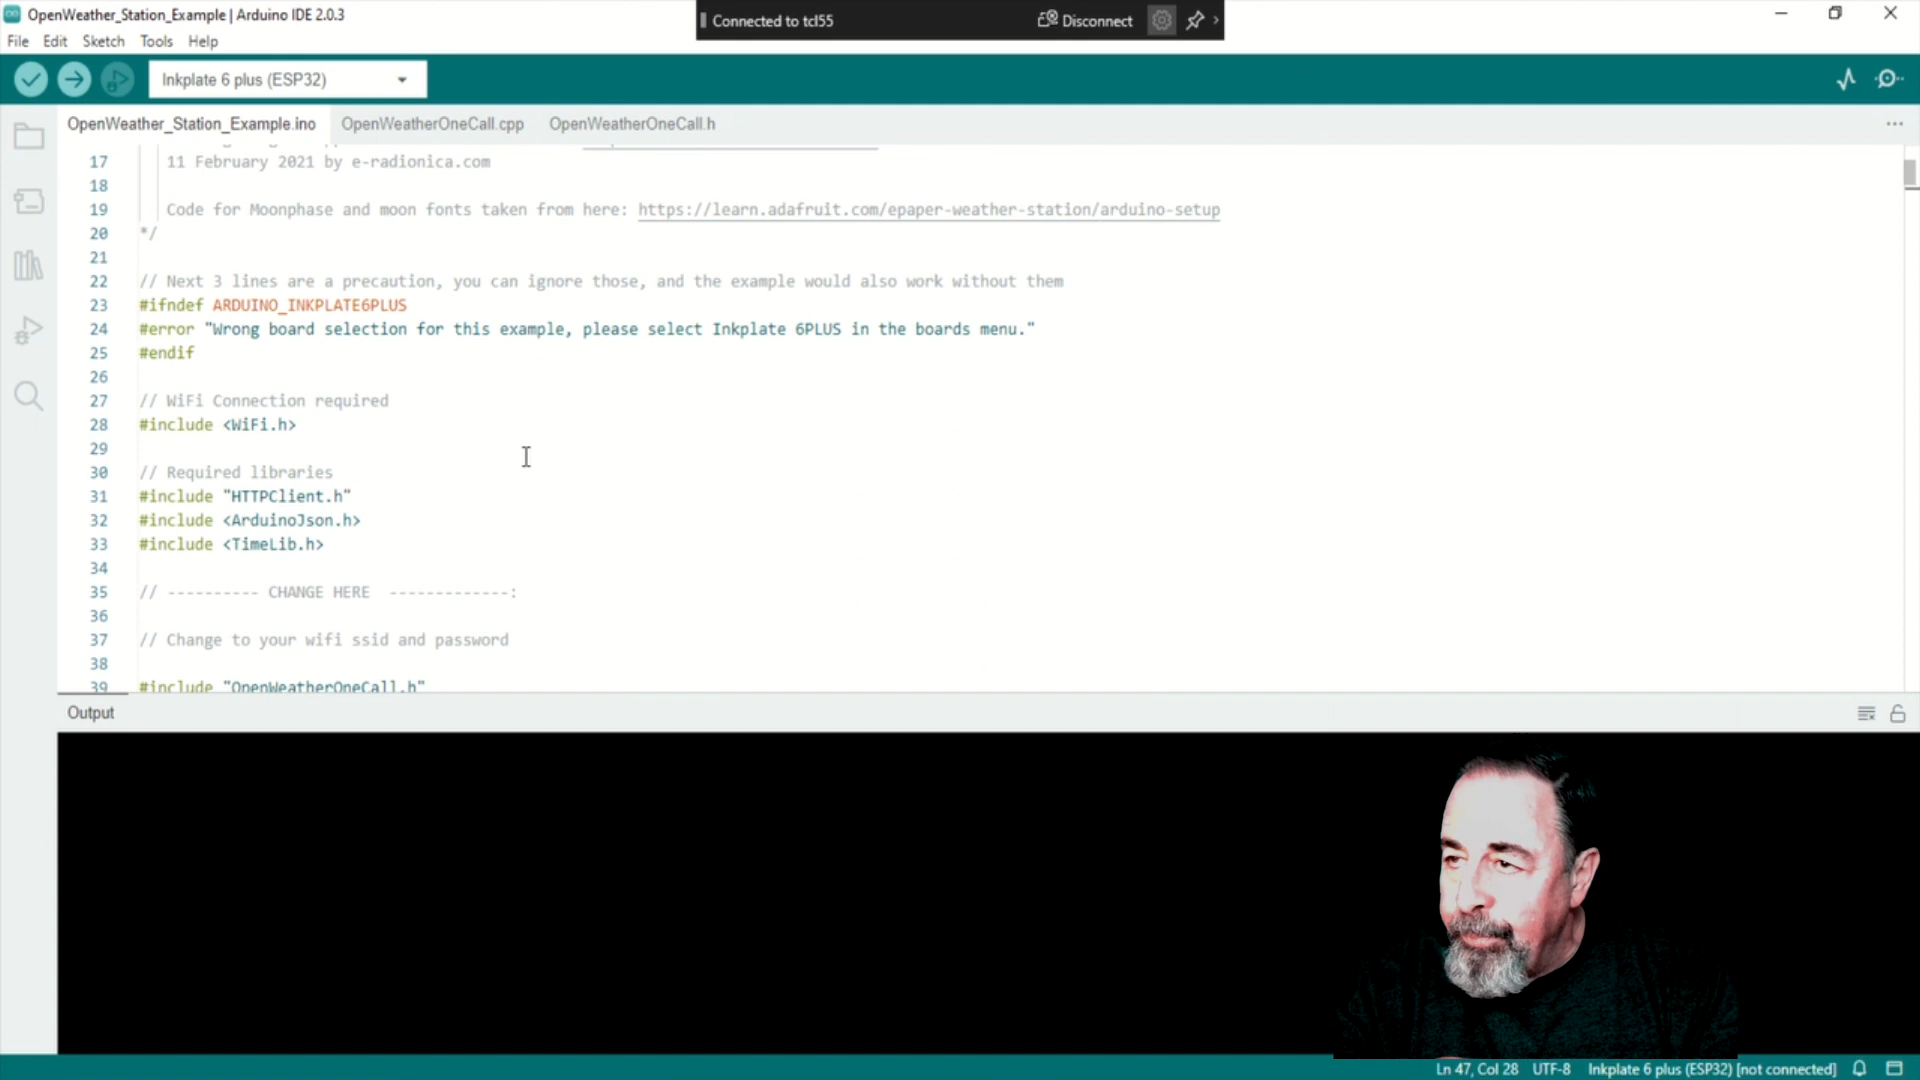 OpenWeather_Station_Example | Arduino IDE 2.0.3
Connected to tcl55
Disconnect
File Edit Sketch Tools Help
Inkplate 6 plus (ESP32)
OpenWeather_Station_Example.ino OpenWeatherOneCall.cpp OpenWeatherOneCall.h
17 11 February 2021 by e-radionica.com
18
19 Code for Moonphase and moon fonts taken from here: https://learn.adafruit.com/epaper-weather-station/arduino-setup
20 */
21
22 // Next 3 lines are a precaution, you can ignore those, and the example would also work without them
23 #ifndef ARDUINO_INKPLATE6PLUS
24 #error "Wrong board selection for this example, please select Inkplate 6PLUS in the boards menu."
25 #endif
26
27 // WiFi Connection required
28 #include <WiFi.h>
29
30 // Required libraries
31 #include "HTTPClient.h"
32 #include <ArduinoJson.h>
33 #include <TimeLib.h>
34
35 // ---------- CHANGE HERE  -------------:
36
37 // Change to your wifi ssid and password
38
39 #include "OpenWeatherOneCall.h"
Output
Ln 47, Col 28 UTF-8 Inkplate 6 plus (ESP32) [not connected]